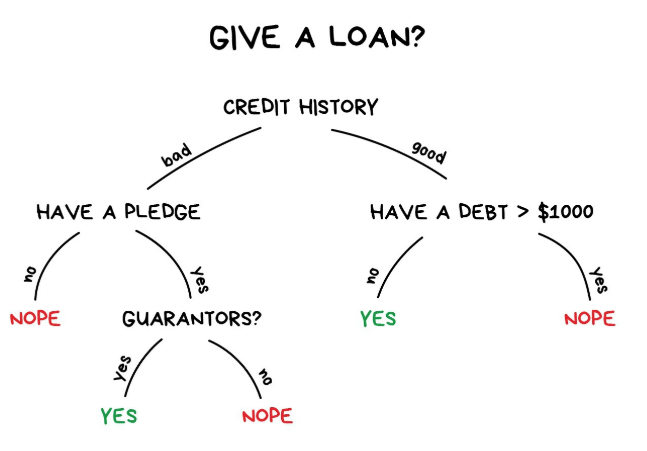 GIVE A LOAN?
CREDIT HISTORY
bad
good
HAVE A PLEDGE
HAVE A DEBT > $1000
no
yes
no
yes
NOPE
GUARANTORS?
YES
NOPE
yes
no
YES
NOPE